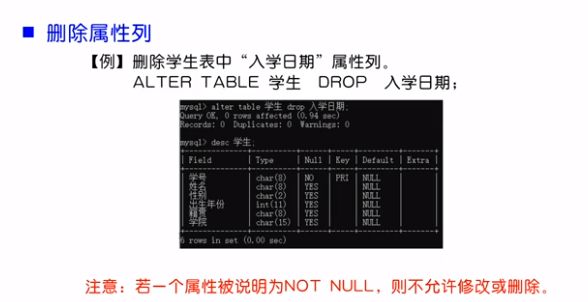 ■ 删除属性列
【例】删除学生表中“入学日期”属性列。
ALTER TABLE 学生 DROP 入学日期;
mysql> alter table 学生 drop 入学日期;
Query OK, 0 rows affected (0.94 sec)
Records: 0 Duplicates: 0 Warnings: 0
mysql> desc 学生;
| Field | Type | Null | Key | Default | Extra |
| 学号 | char(8) | NO | PRI | NULL | |
| 姓名 | char(8) | YES | | NULL | |
| 性别 | char(2) | YES | | NULL | |
| 出生年份 | int(11) | YES | | NULL | |
| 籍贯 | char(8) | YES | | NULL | |
| 学院 | char(15) | YES | | NULL | |
6 rows in set (0.00 sec)
注意：若一个属性被说明为NOT NULL，则不允许修改或删除。